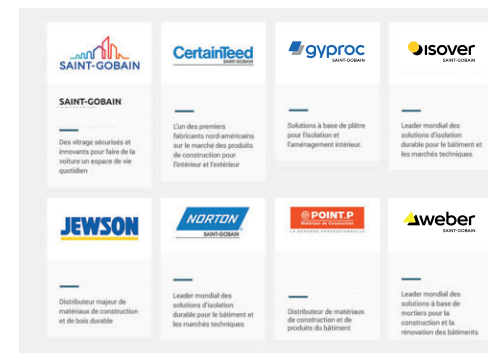 SAINT-GOBAIN
SAINT-GOBAIN
Des vitrage sécurisés et
innovants pour faire de la
voiture un espace de vie
quotidien
CertainTeed
SAINT-GOBAIN
L'un des premiers
fabricants nord-américains
sur le marché des produits
de construction pour
l'intérieur et l'extérieur
gyproc
SAINT-GOBAIN
Solutions à base de plâtre
pour l'isolation et
l'aménagement intérieur.
isover
SAINT-GOBAIN
Leader mondial des
solutions d'isolation
durable pour le bâtiment et
les marchés techniques
JEWSON
Distributeur majeur de
matériaux de construction
et de bois durable
NORTON
SAINT-GOBAIN
Leader mondial des
solutions d'isolation
durable pour le bâtiment et
les marchés techniques
POINT.P
Matériaux de Construction
LA RÉPONSE PROFESSIONNELLE
Distributeur de matériaux
de construction et de
produits du bâtiment
weber
SAINT-GOBAIN
Leader mondial des
solutions à base de
mortiers pour la
construction et la
rénovation des bâtiments